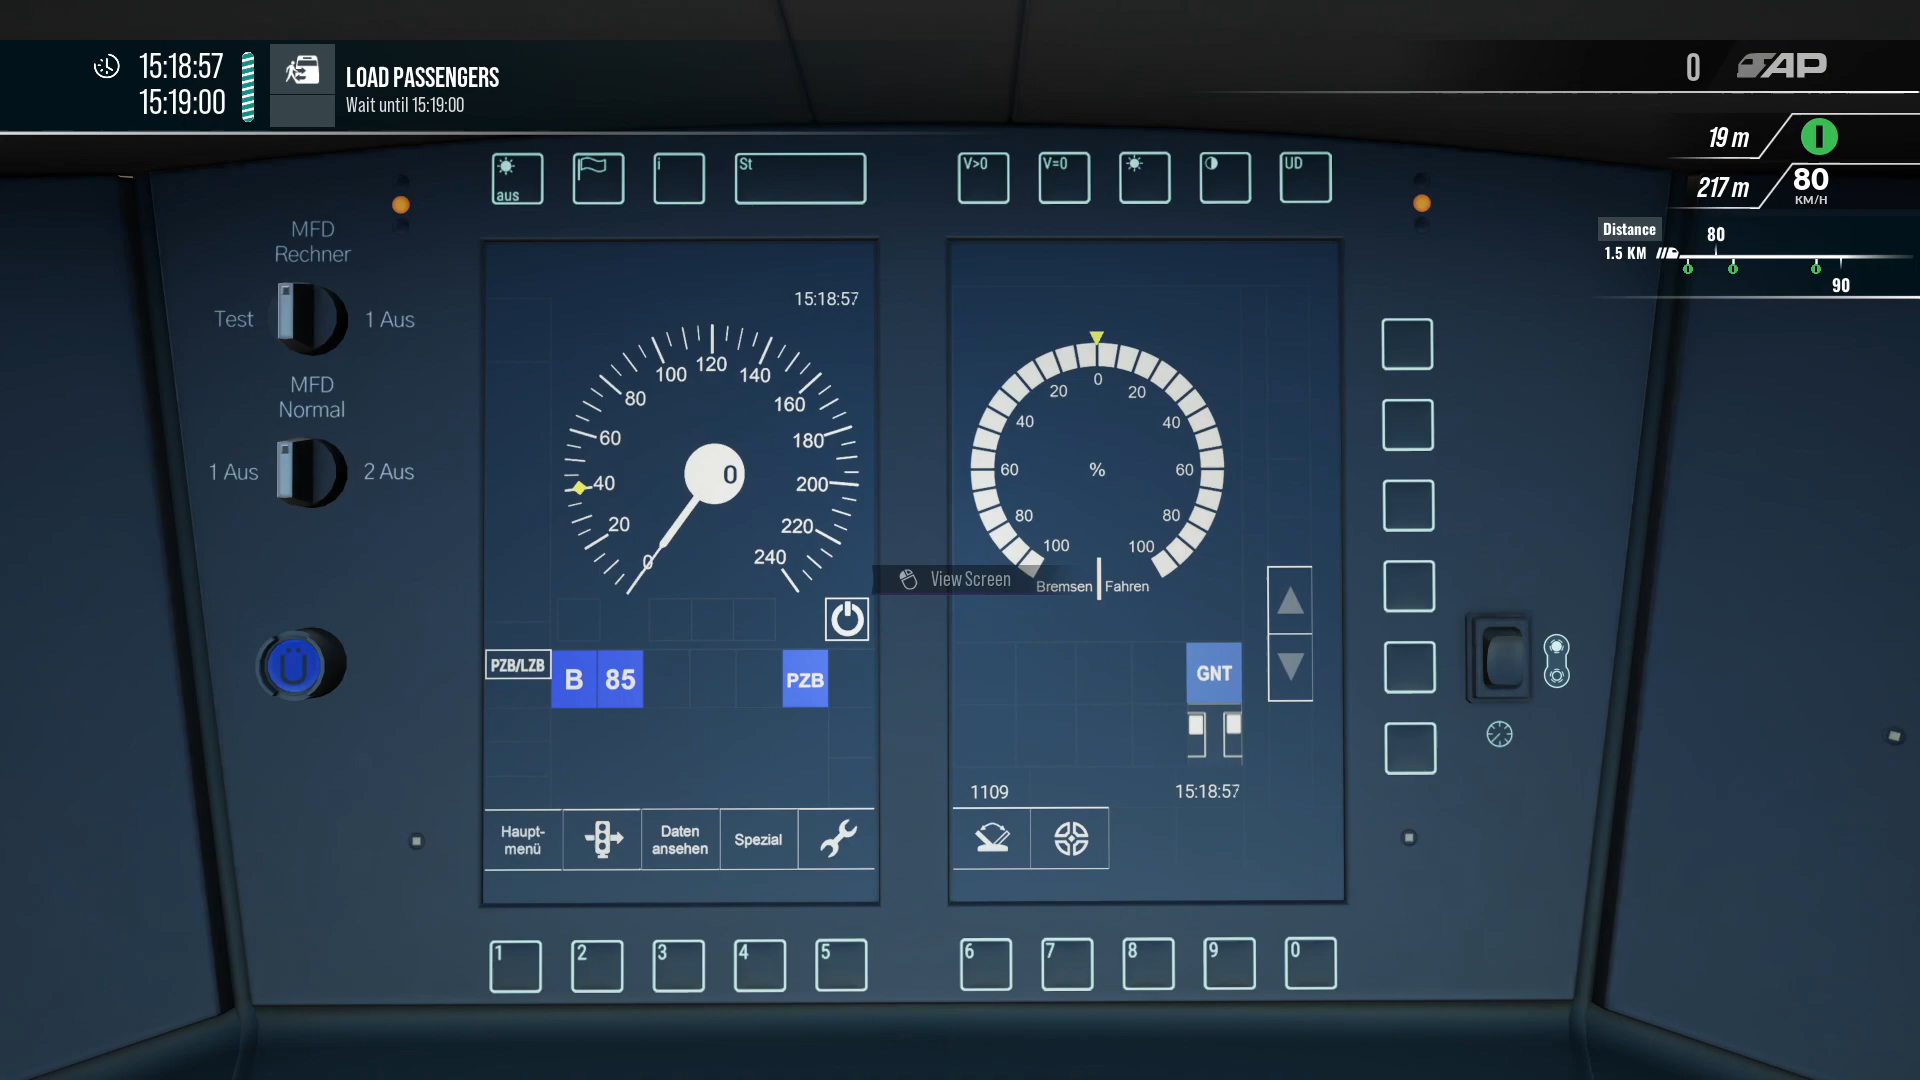 15:18:57
15:19:00
LOAD PASSENGERS
Wait until 15:19:00
0 AP
19 m
217 m 80
KM/H
Distance
1.5 KM
80
90
aus
i
St
V>0
V=0
UD
MFD
Rechner
Test
1 Aus
MFD
Normal
1 Aus
2 Aus
Ü
15:18:57
0
20
40
60
80
100
120
140
160
180
200
220
240
0
PZB/LZB
B 85
PZB
Haupt-
menü
Daten
ansehen
Spezial
View Screen
100
80
60
40
20
0
20
40
60
80
100
%
Bremsen
Fahren
GNT
1109
15:18:57
1
2
3
4
5
6
7
8
9
0